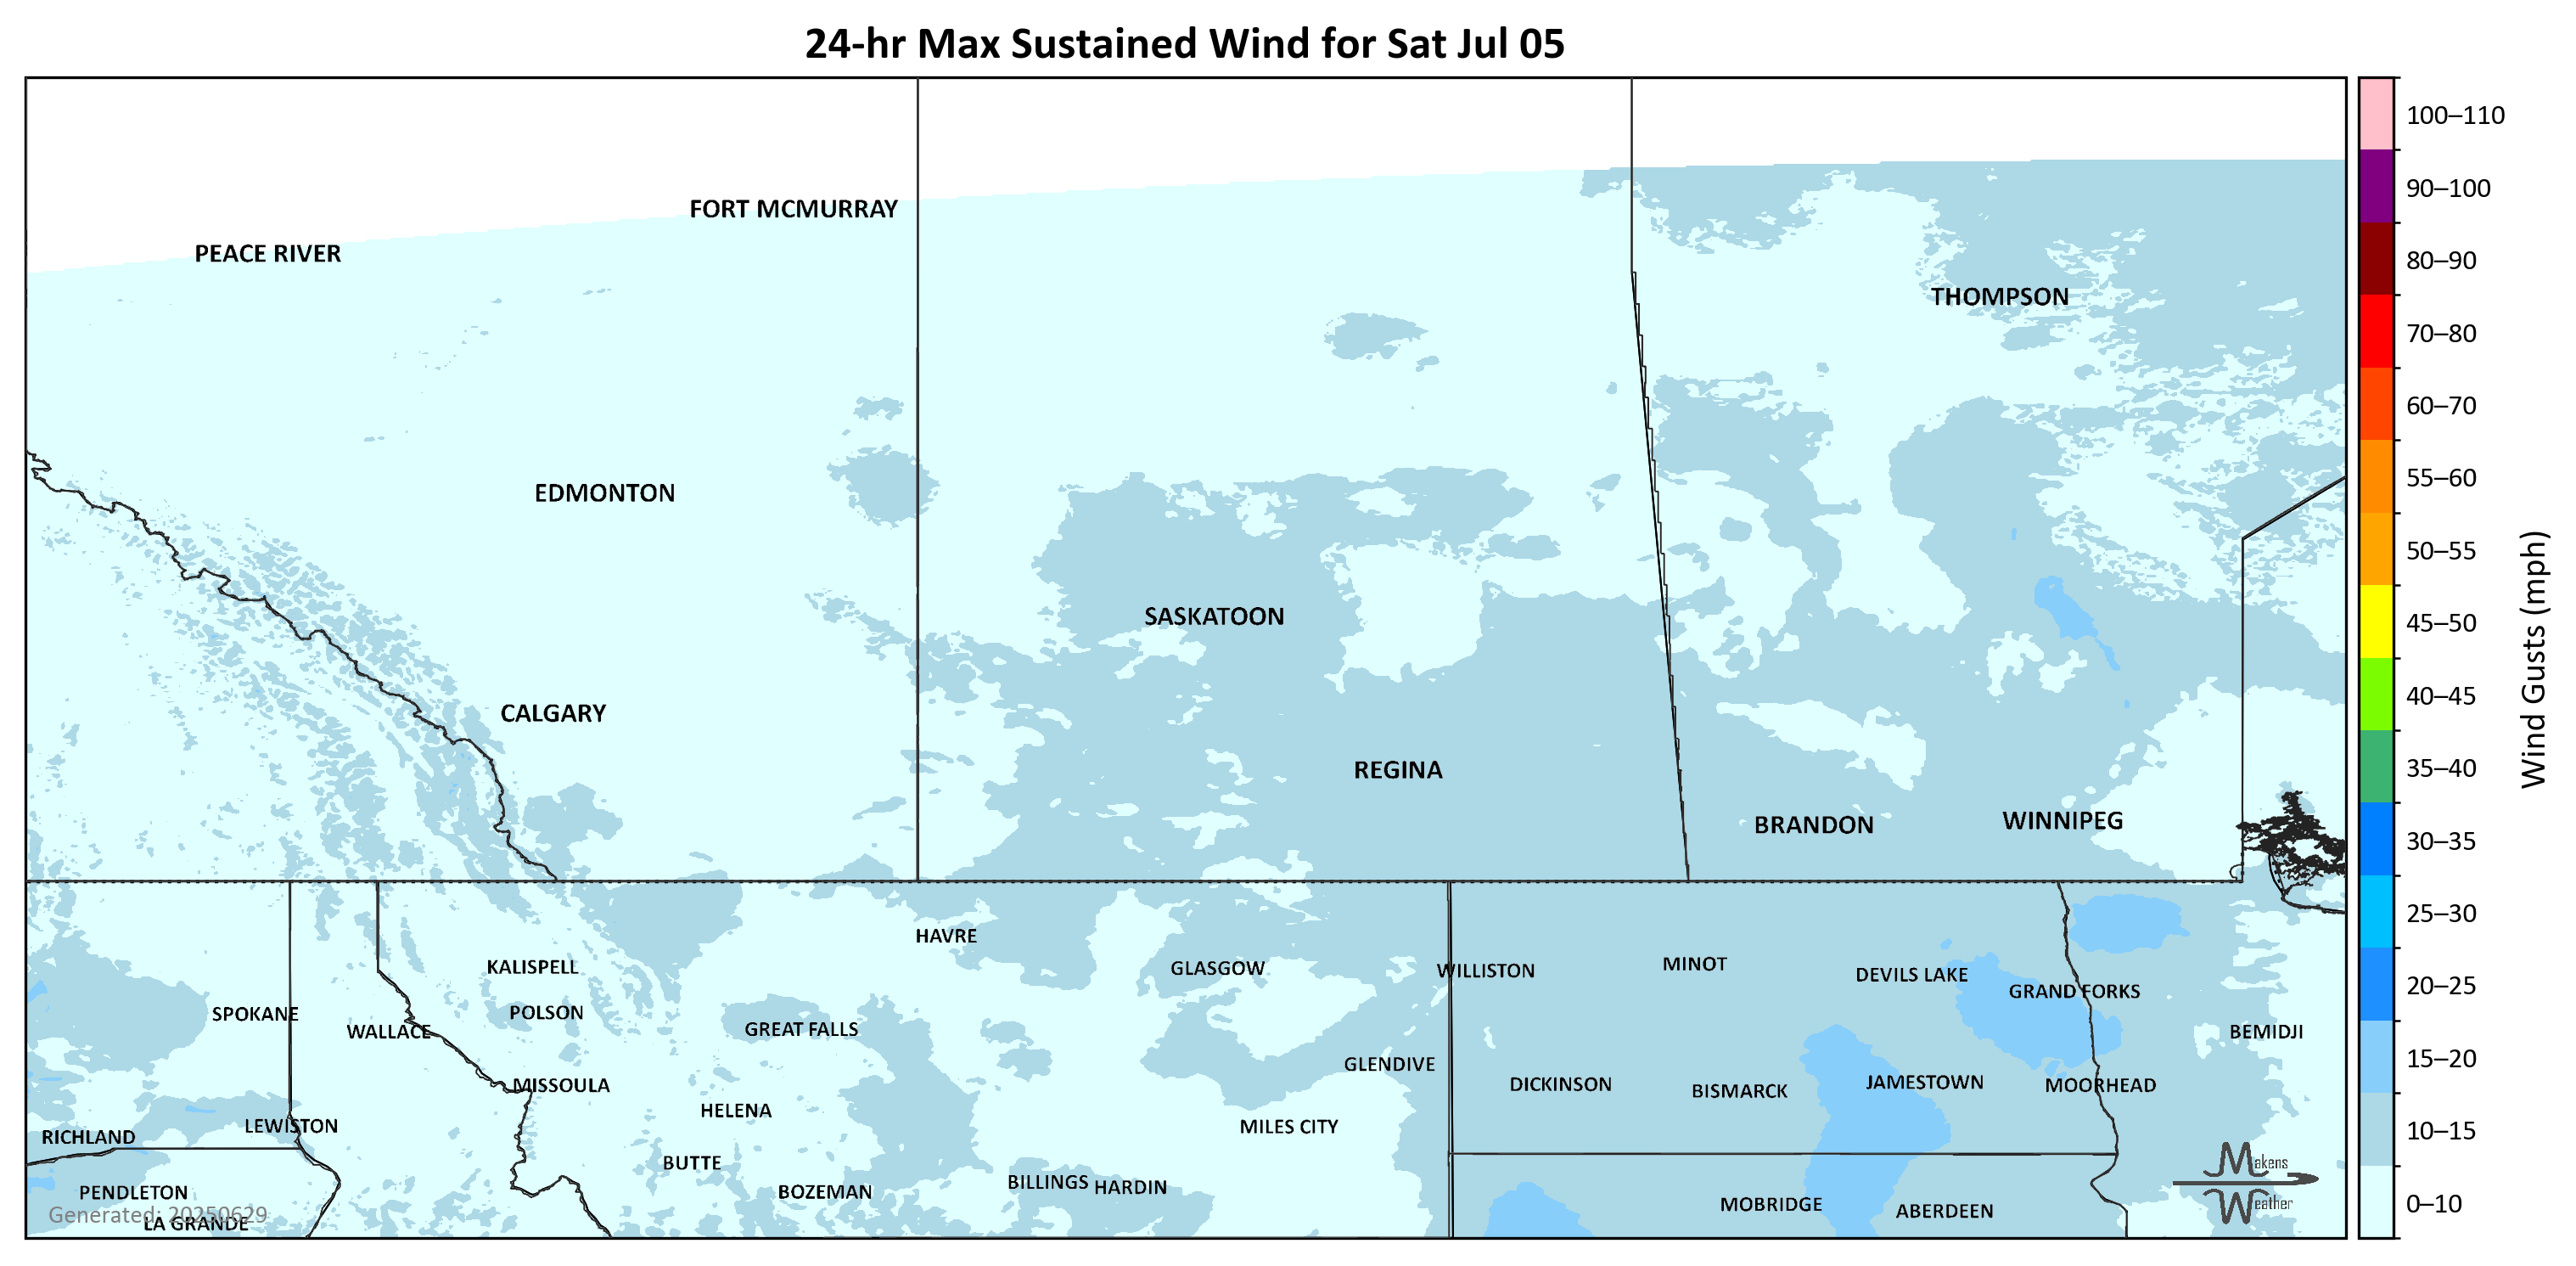 24-hr Max Sustained Wind for Sat Jul 05
100–110
90–100
80–90
70–80
60–70
55–60
50–55
45–50
40–45
35–40
30–35
25–30
20–25
15–20
10–15
0–10
Wind Gusts (mph)
FORT MCMURRAY
PEACE RIVER
THOMPSON
EDMONTON
SASKATOON
CALGARY
REGINA
BRANDON
WINNIPEG
HAVRE
KALISPELL
GLASGOW
WILLISTON
MINOT
DEVILS LAKE
GRAND FORKS
SPOKANE
POLSON
WALLACE
GREAT FALLS
BEMIDJI
GLENDIVE
MISSOULA
DICKINSON
BISMARCK
JAMESTOWN
MOORHEAD
HELENA
LEWISTON
MILES CITY
RICHLAND
BUTTE
PENDLETON
BOZEMAN
BILLINGS
HARDIN
MOBRIDGE
ABERDEEN
LA GRANDE
Generated: 20250629
Makens
Weather